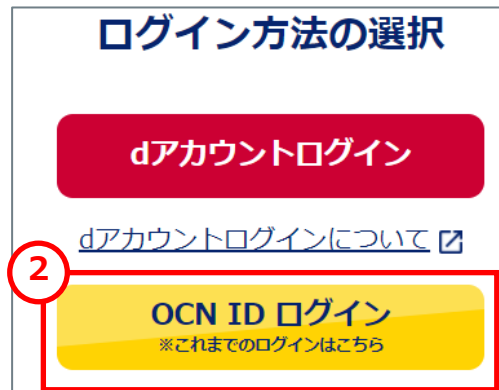 ログイン方法の選択
dアカウントログイン
dアカウントログインについて
2
OCN ID ログイン
※これまでのログインはこちら